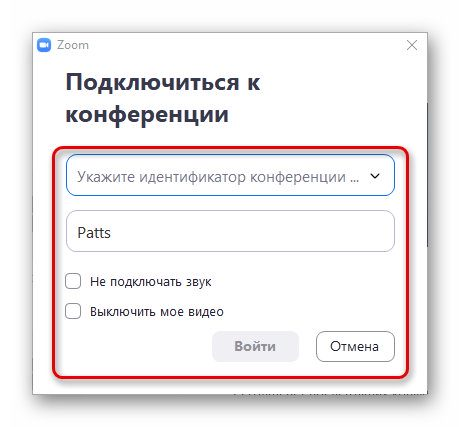 Zoom
Подключиться к
конференции
Укажите идентификатор конференции ...
Patts
Не подключать звук
Выключить мое видео
Войти
Отмена